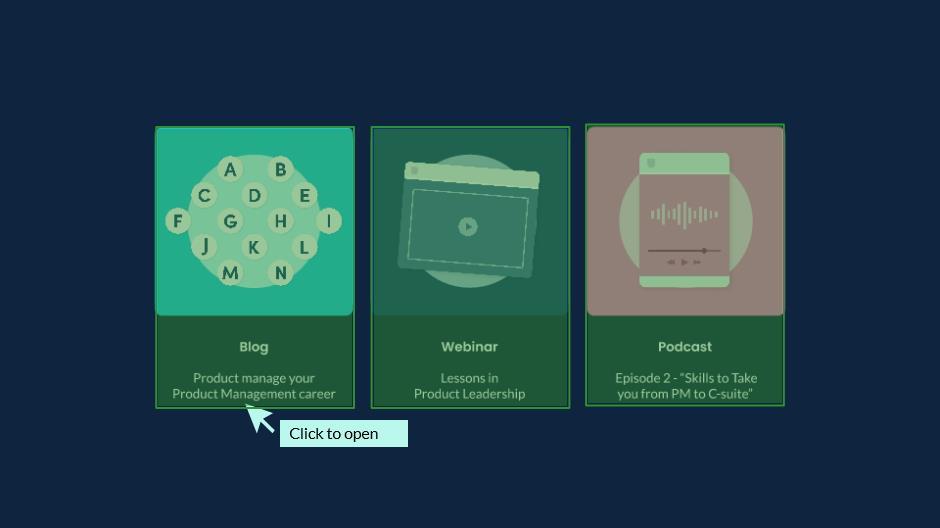 A B
C D E
F G H I
J K L
M N
Blog
Product manage your
Product Management career
Webinar
Lessons in
Product Leadership
Podcast
Episode 2 - “Skills to Take
you from PM to C-suite”
Click to open